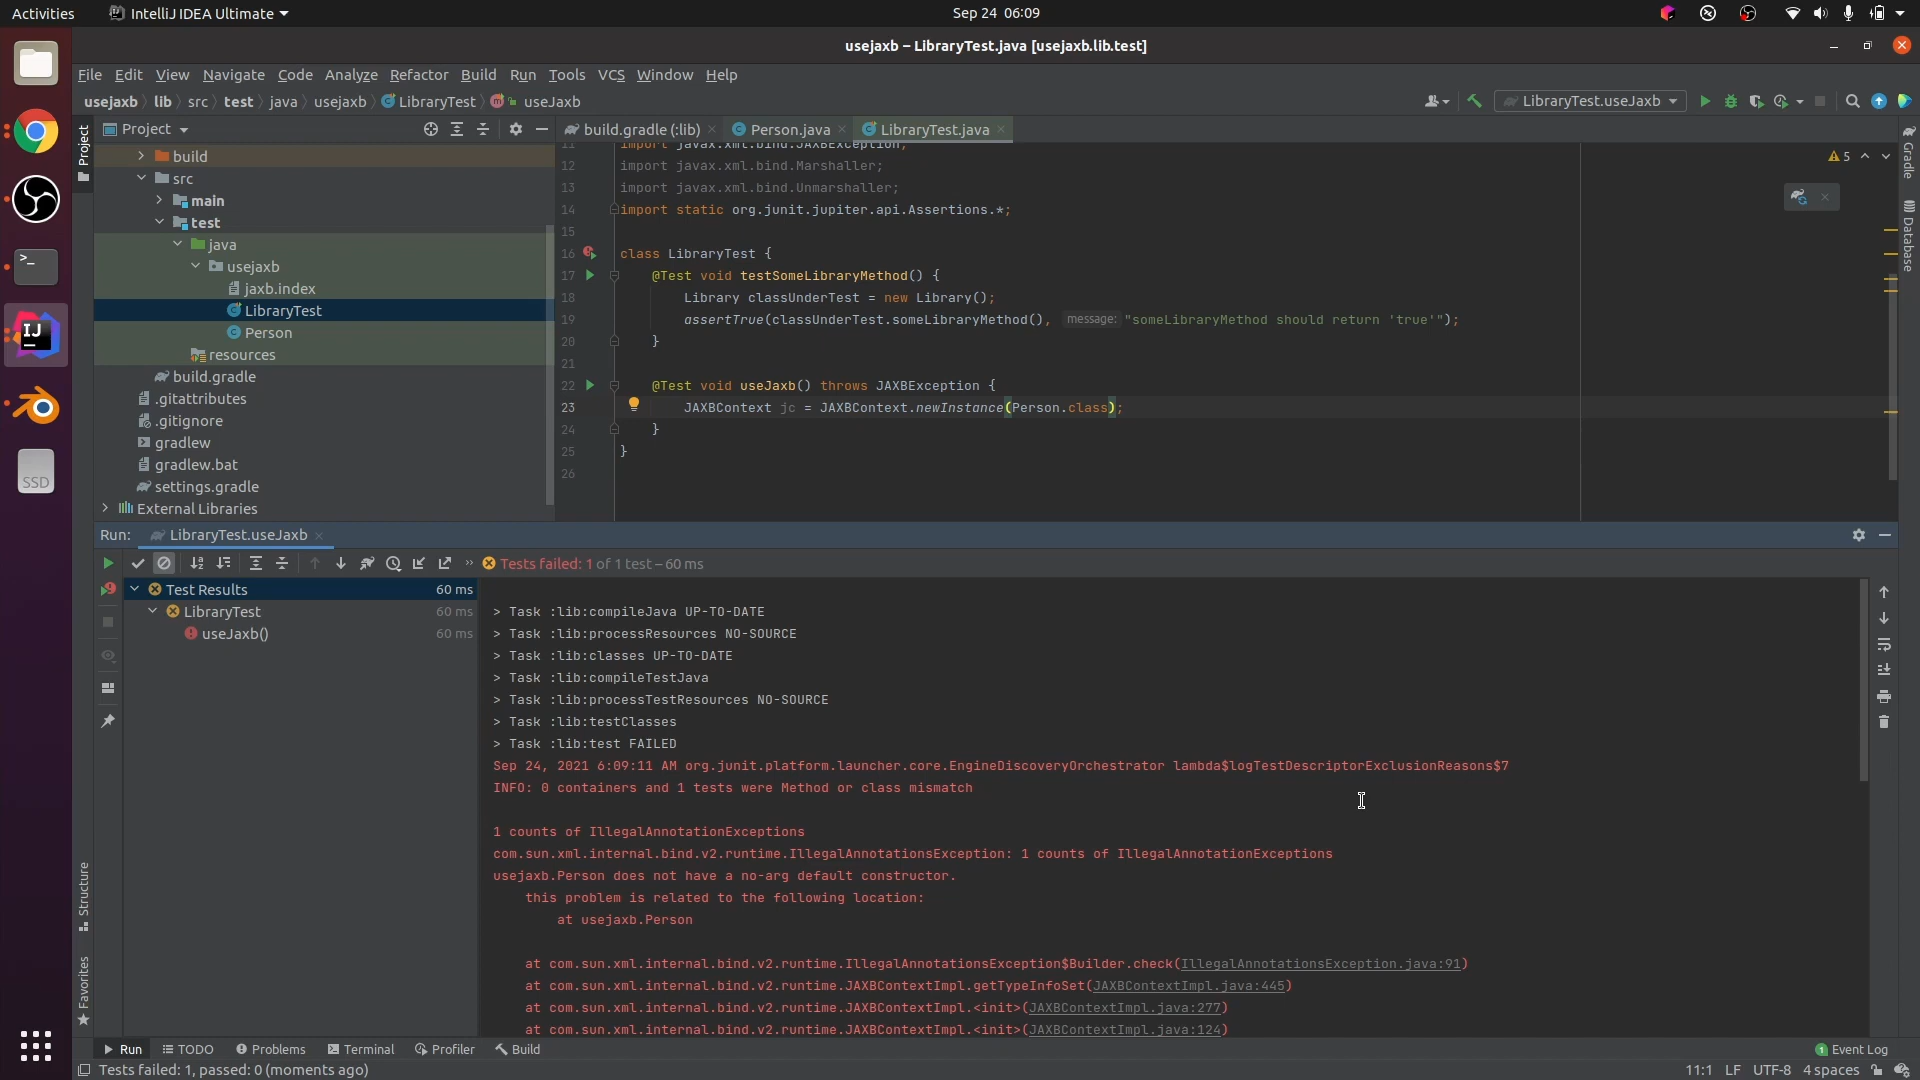 Activities IntelliJ IDEA Ultimate Sep 24 06:09
usejaxb – LibraryTest.java [usejaxb.lib.test]
File Edit View Navigate Code Analyze Refactor Build Run Tools VCS Window Help
usejaxb lib src test java usejaxb LibraryTest useJaxb LibraryTest.useJaxb
Project
build.gradle (:lib) Person.java LibraryTest.java
build
src
main
test
java
usejaxb
jaxb.index
LibraryTest
Person
resources
build.gradle
.gitattributes
.gitignore
gradlew
gradlew.bat
settings.gradle
External Libraries
11 import javax.xml.bind.JAXBException;
12 import javax.xml.bind.Marshaller;
13 import javax.xml.bind.Unmarshaller;
14 import static org.junit.jupiter.api.Assertions.*;
15
16 class LibraryTest {
17 @Test void testSomeLibraryMethod() {
18 Library classUnderTest = new Library();
19 assertTrue(classUnderTest.someLibraryMethod(), message: "someLibraryMethod should return 'true'");
20 }
21
22 @Test void useJaxb() throws JAXBException {
23 JAXBContext jc = JAXBContext.newInstance(Person.class);
24 }
25 }
26
5
Project
Structure
Favorites
Gradle
Database
SSD
Run: LibraryTest.useJaxb
Tests failed: 1 of 1 test – 60 ms
Test Results 60 ms
LibraryTest 60 ms
useJaxb() 60 ms
> Task :lib:compileJava UP-TO-DATE
> Task :lib:processResources NO-SOURCE
> Task :lib:classes UP-TO-DATE
> Task :lib:compileTestJava
> Task :lib:processTestResources NO-SOURCE
> Task :lib:testClasses
> Task :lib:test FAILED
Sep 24, 2021 6:09:11 AM org.junit.platform.launcher.core.EngineDiscoveryOrchestrator lambda$logTestDescriptorExclusionReasons$7
INFO: 0 containers and 1 tests were Method or class mismatch
1 counts of IllegalAnnotationExceptions
com.sun.xml.internal.bind.v2.runtime.IllegalAnnotationsException: 1 counts of IllegalAnnotationExceptions
usejaxb.Person does not have a no-arg default constructor.
this problem is related to the following location:
at usejaxb.Person
at com.sun.xml.internal.bind.v2.runtime.IllegalAnnotationsException$Builder.check(IllegalAnnotationsException.java:91)
at com.sun.xml.internal.bind.v2.runtime.JAXBContextImpl.getTypeInfoSet(JAXBContextImpl.java:445)
at com.sun.xml.internal.bind.v2.runtime.JAXBContextImpl.<init>(JAXBContextImpl.java:277)
at com.sun.xml.internal.bind.v2.runtime.JAXBContextImpl.<init>(JAXBContextImpl.java:124)
Run TODO Problems Terminal Profiler Build 1 Event Log
Tests failed: 1, passed: 0 (moments ago) 11:1 LF UTF-8 4 spaces